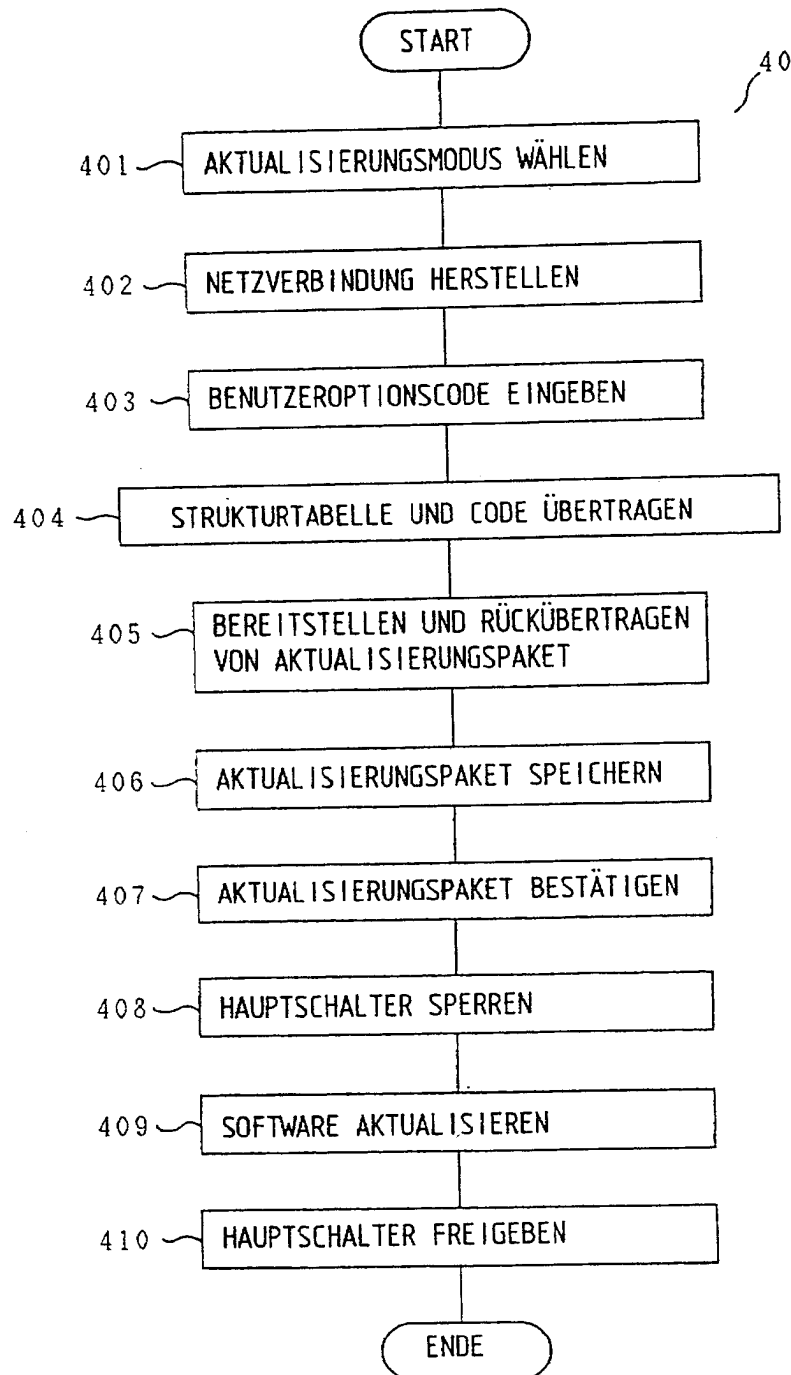 START
40
401 AKTUALISIERUNGSMODUS WÄHLEN
402 NETZVERBINDUNG HERSTELLEN
403 BENUTZEROPTIONSCODE EINGEBEN
404 STRUKTURTABELLE UND CODE ÜBERTRAGEN
405 BEREITSTELLEN UND RÜCKÜBERTRAGEN
VON AKTUALISIERUNGSPAKET
406 AKTUALISIERUNGSPAKET SPEICHERN
407 AKTUALISIERUNGSPAKET BESTÄTIGEN
408 HAUPTSCHALTER SPERREN
409 SOFTWARE AKTUALISIEREN
410 HAUPTSCHALTER FREIGEBEN
ENDE